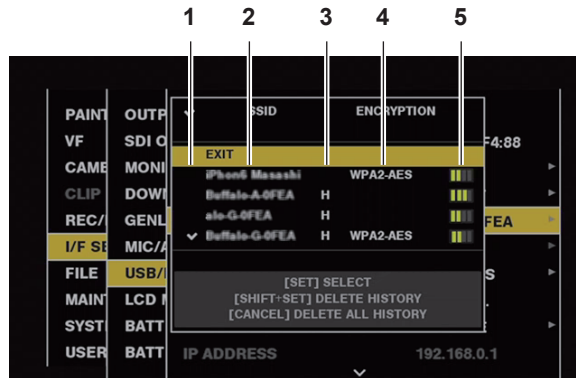 1 2 3 4 5
SSID ENCRYPTION
EXIT
iPhone6 Masashi WPA2-AES
Buffalo-A-0FEA H
alo-G-0FEA H
Buffalo-G-0FEA H WPA2-AES
[SET] SELECT
[SHIFT+SET] DELETE HISTORY
[CANCEL] DELETE ALL HISTORY
PAINT OUTP
VF SDI O F4:88
CAME MONI
CLIP DOWN
REC/ GENL FEA
I/F SE MIC/A
FILE USB/ S
MAIN LCD
SYST BATT
USER BATT IP ADDRESS 192.168.0.1